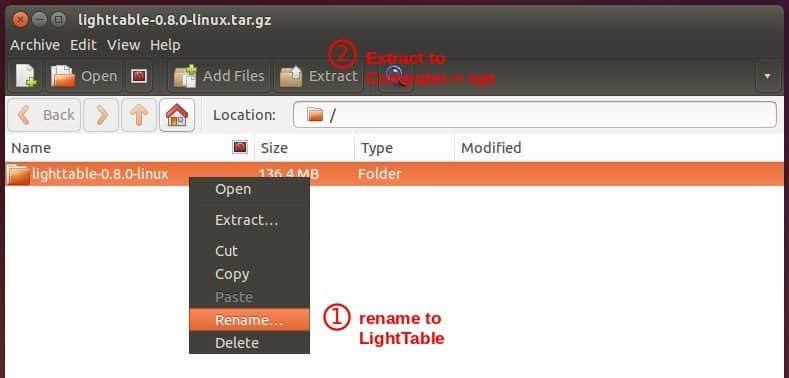 lighttable-0.8.0-linux.tar.gz
Archive Edit View Help
Open Add Files Extract
② Extract to
Computer > opt
Back Location: /
Name Size Type Modified
lighttable-0.8.0-linux 136.4 MB Folder
Open
Extract...
Cut
Copy
Paste
Rename...
Delete
① rename to
LightTable